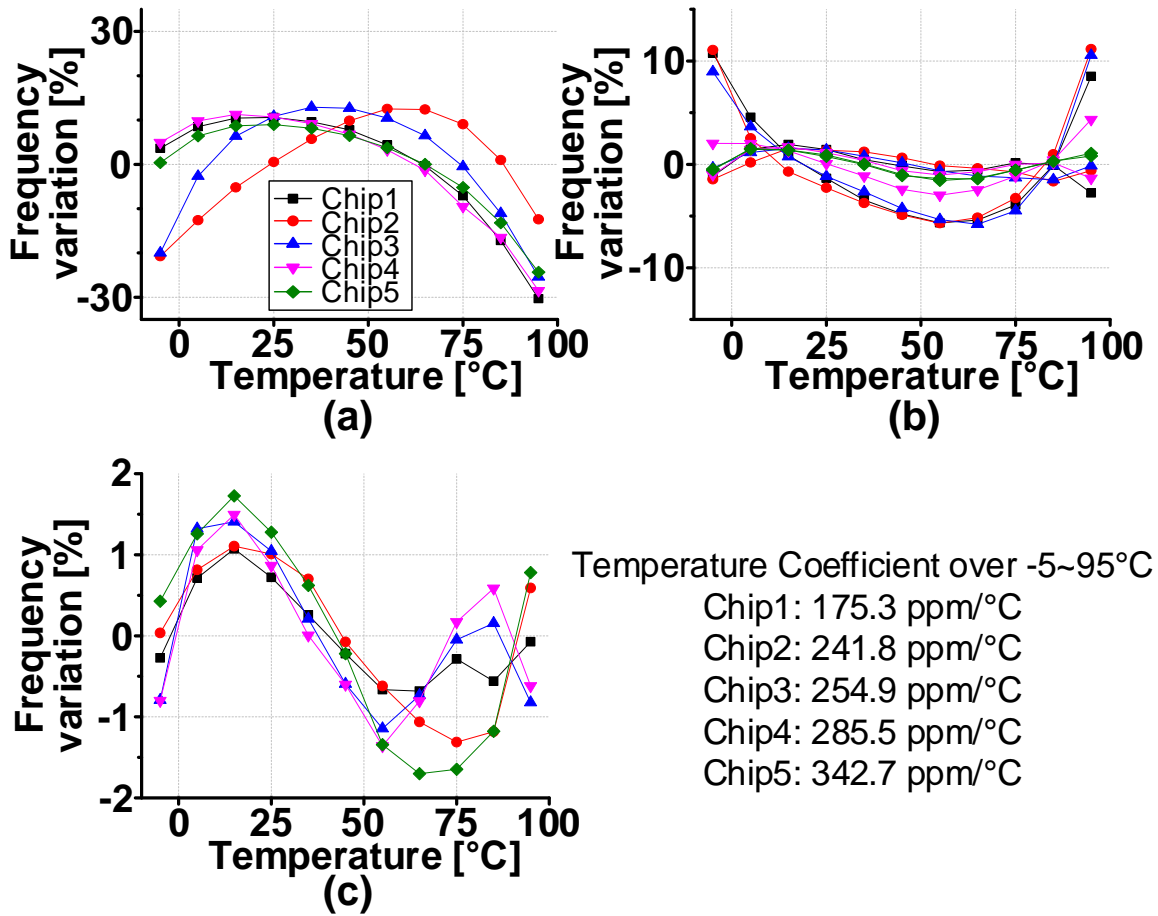 Frequency
variation [%]
30
0
-30
Chip1
Chip2
Chip3
Chip4
Chip5
0 25 50 75 100
Temperature [°C]
(a)
Frequency
variation [%]
10
0
-10
0 25 50 75 100
Temperature [°C]
(b)
Frequency
variation [%]
2
1
0
-1
-2
0 25 50 75 100
Temperature [°C]
(c)
Temperature Coefficient over -5~95°C
Chip1: 175.3 ppm/°C
Chip2: 241.8 ppm/°C
Chip3: 254.9 ppm/°C
Chip4: 285.5 ppm/°C
Chip5: 342.7 ppm/°C